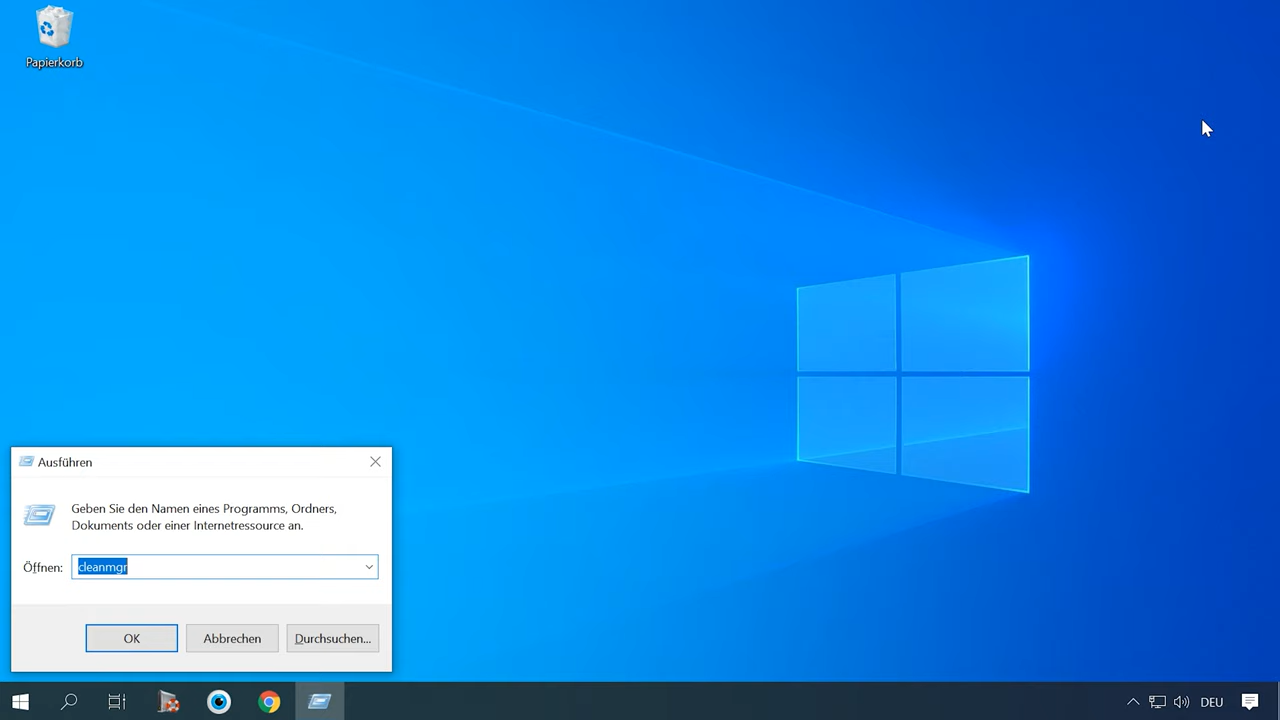 Papierkorb
Ausführen
Geben Sie den Namen eines Programms, Ordners,
Dokuments oder einer Internetressource an.
Öffnen: cleanmgr
OK Abbrechen Durchsuchen...
DEU